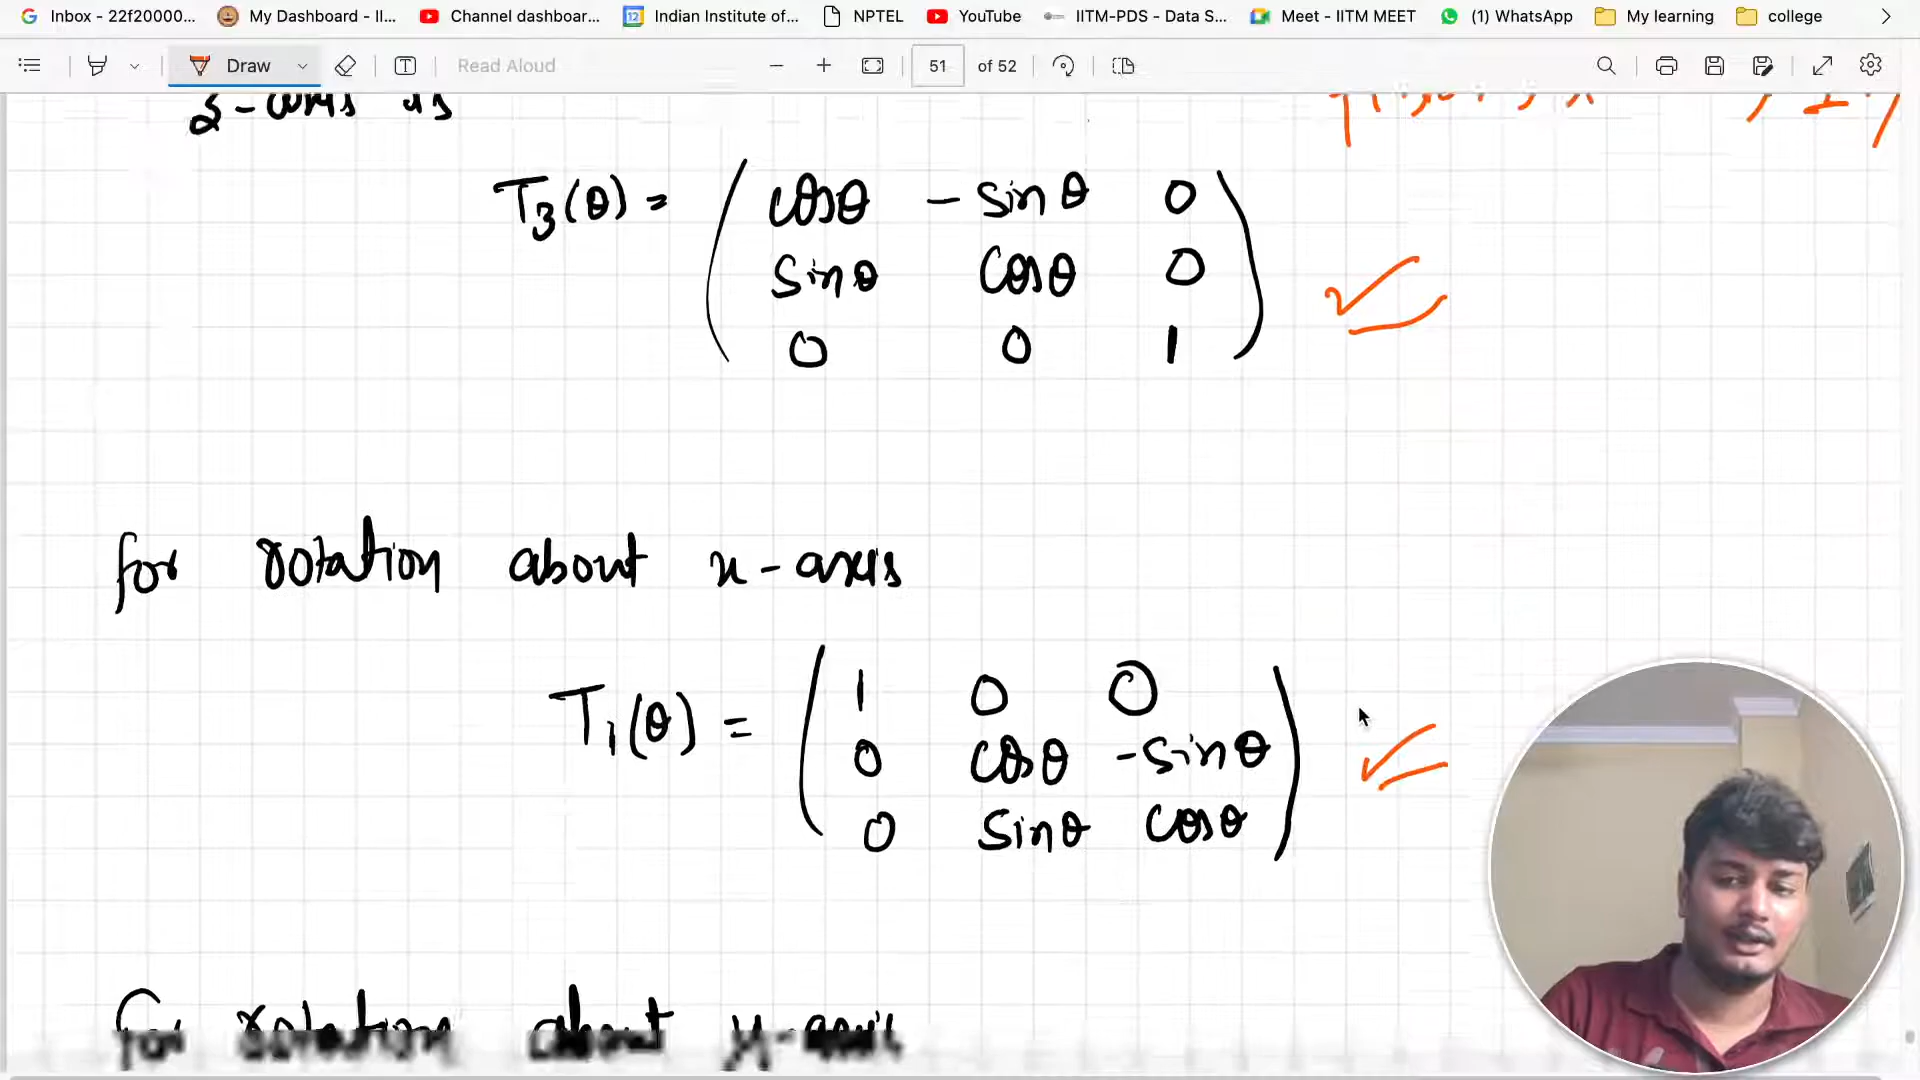 Inbox - 22f20000... My Dashboard - II... Channel dashboar... Indian Institute of... NPTEL YouTube IITM-PDS - Data S... Meet - IITM MEET (1) WhatsApp My learning college
Draw Read Aloud 51 of 52
z-axis is
T₃(θ) = ( cosθ - sinθ 0
sinθ cosθ 0
0 0 1 )
for rotation about x-axis
T₁(θ) = ( 1 0 0
0 cosθ -sinθ
0 sinθ cosθ )
for rotation about y-axis